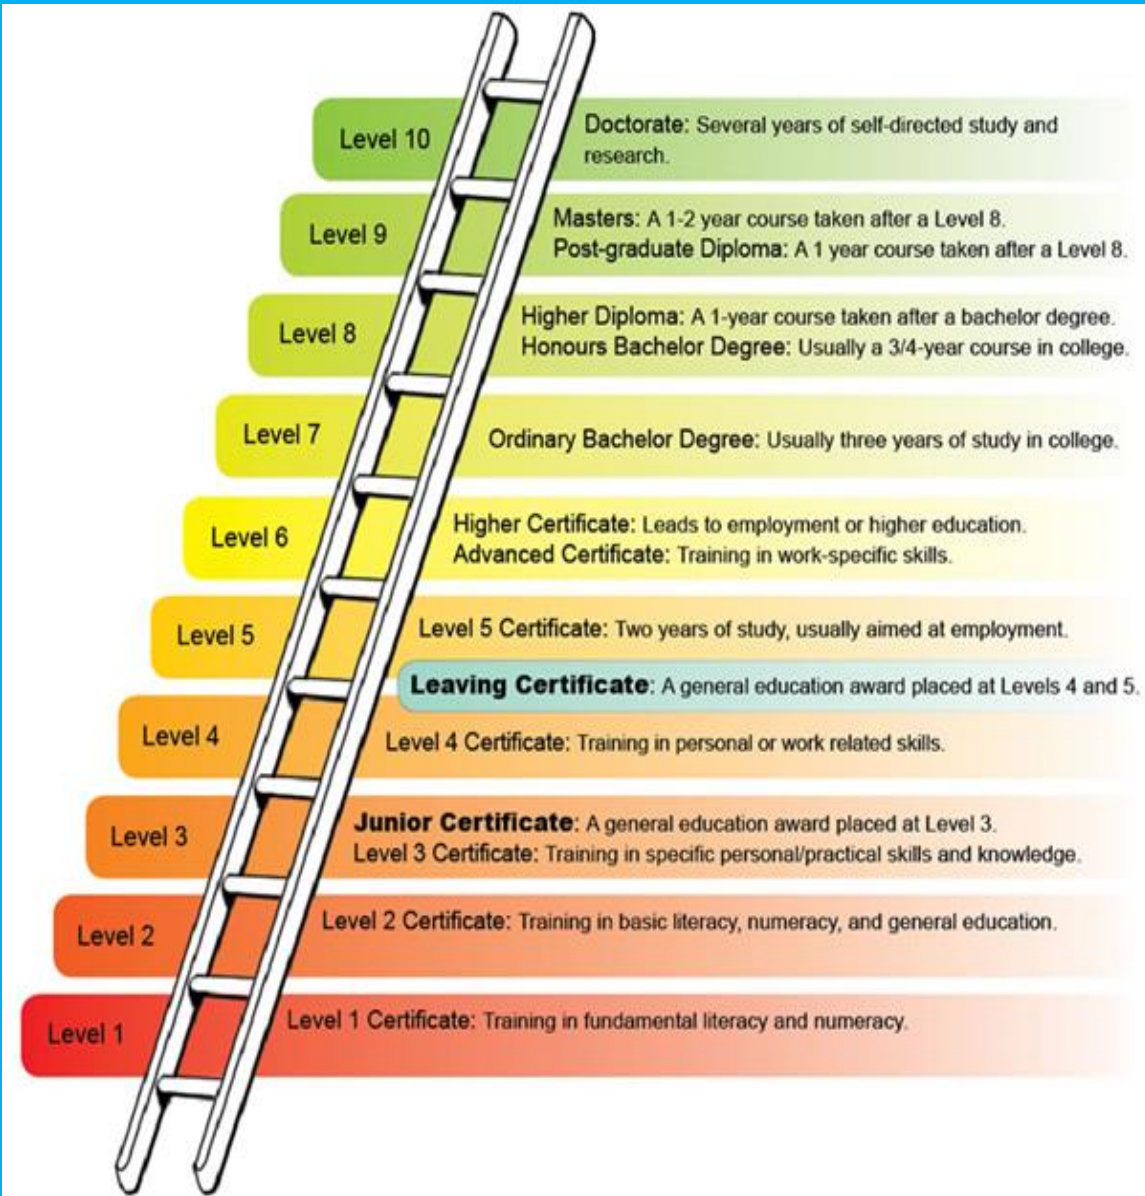 Level 10
Doctorate: Several years of self-directed study and
research.
Level 9
Masters: A 1-2 year course taken after a Level 8.
Post-graduate Diploma: A 1 year course taken after a Level 8.
Level 8
Higher Diploma: A 1-year course taken after a bachelor degree.
Honours Bachelor Degree: Usually a 3/4-year course in college.
Level 7
Ordinary Bachelor Degree: Usually three years of study in college.
Level 6
Higher Certificate: Leads to employment or higher education.
Advanced Certificate: Training in work-specific skills.
Level 5
Level 5 Certificate: Two years of study, usually aimed at employment.
Leaving Certificate: A general education award placed at Levels 4 and 5.
Level 4
Level 4 Certificate: Training in personal or work related skills.
Level 3
Junior Certificate: A general education award placed at Level 3.
Level 3 Certificate: Training in specific personal/practical skills and knowledge.
Level 2
Level 2 Certificate: Training in basic literacy, numeracy, and general education.
Level 1
Level 1 Certificate: Training in fundamental literacy and numeracy.